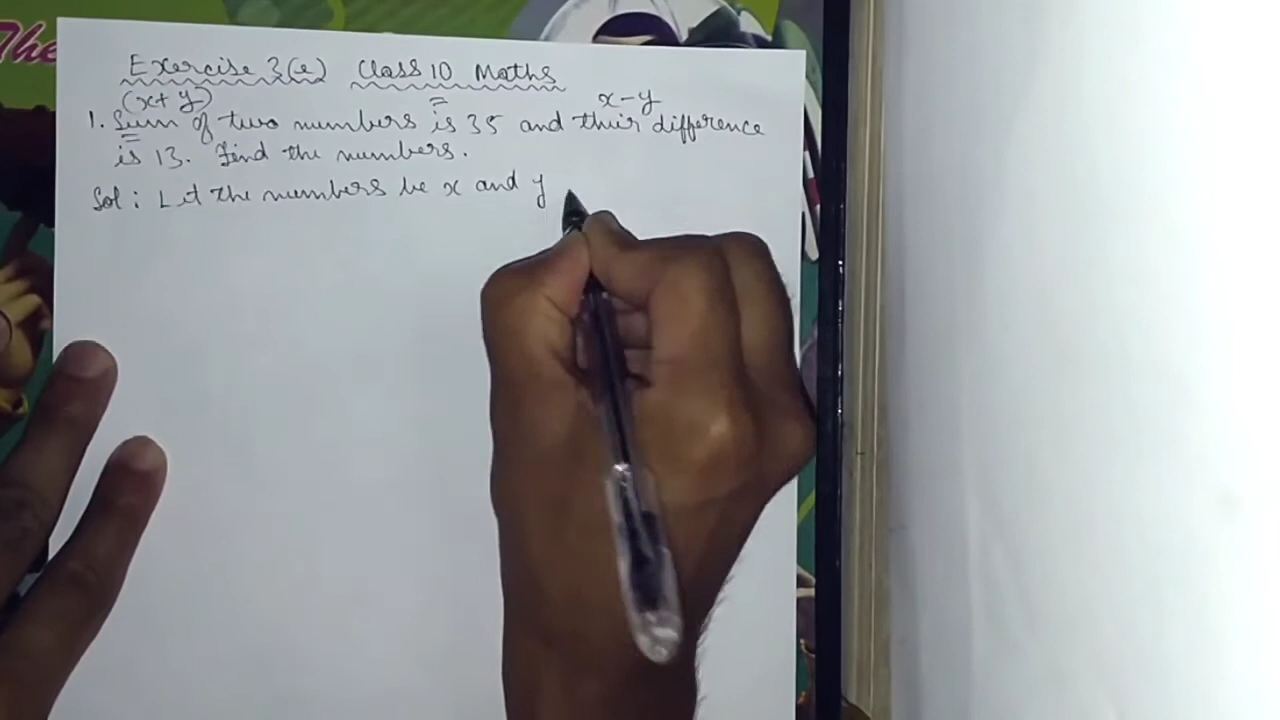 The
Exercise 3(e) Class 10 Maths
(x+y) x-y
1. Sum of two numbers is 35 and their difference
is 13. Find the numbers.
Sol: Let the numbers be x and y